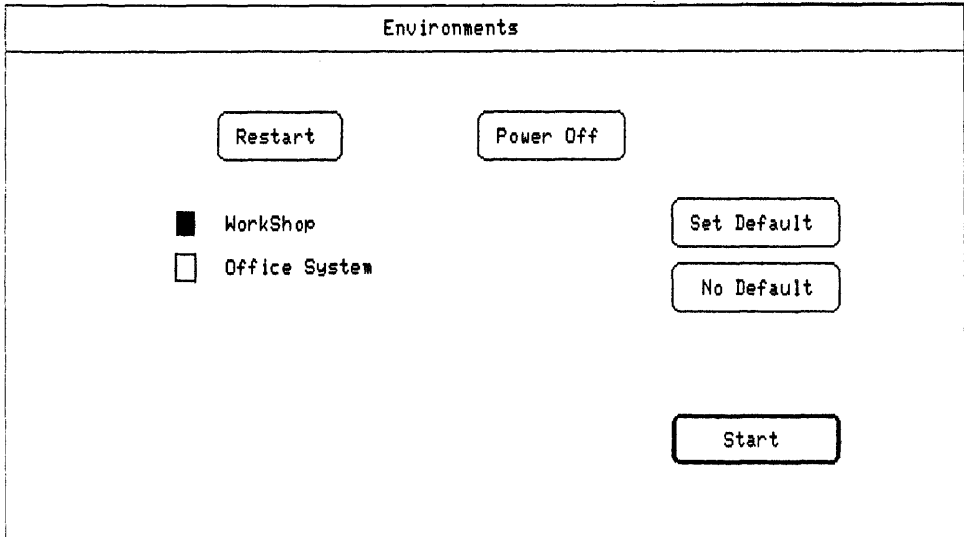 Environments
Restart
Power Off
WorkShop
Set Default
Office System
No Default
Start